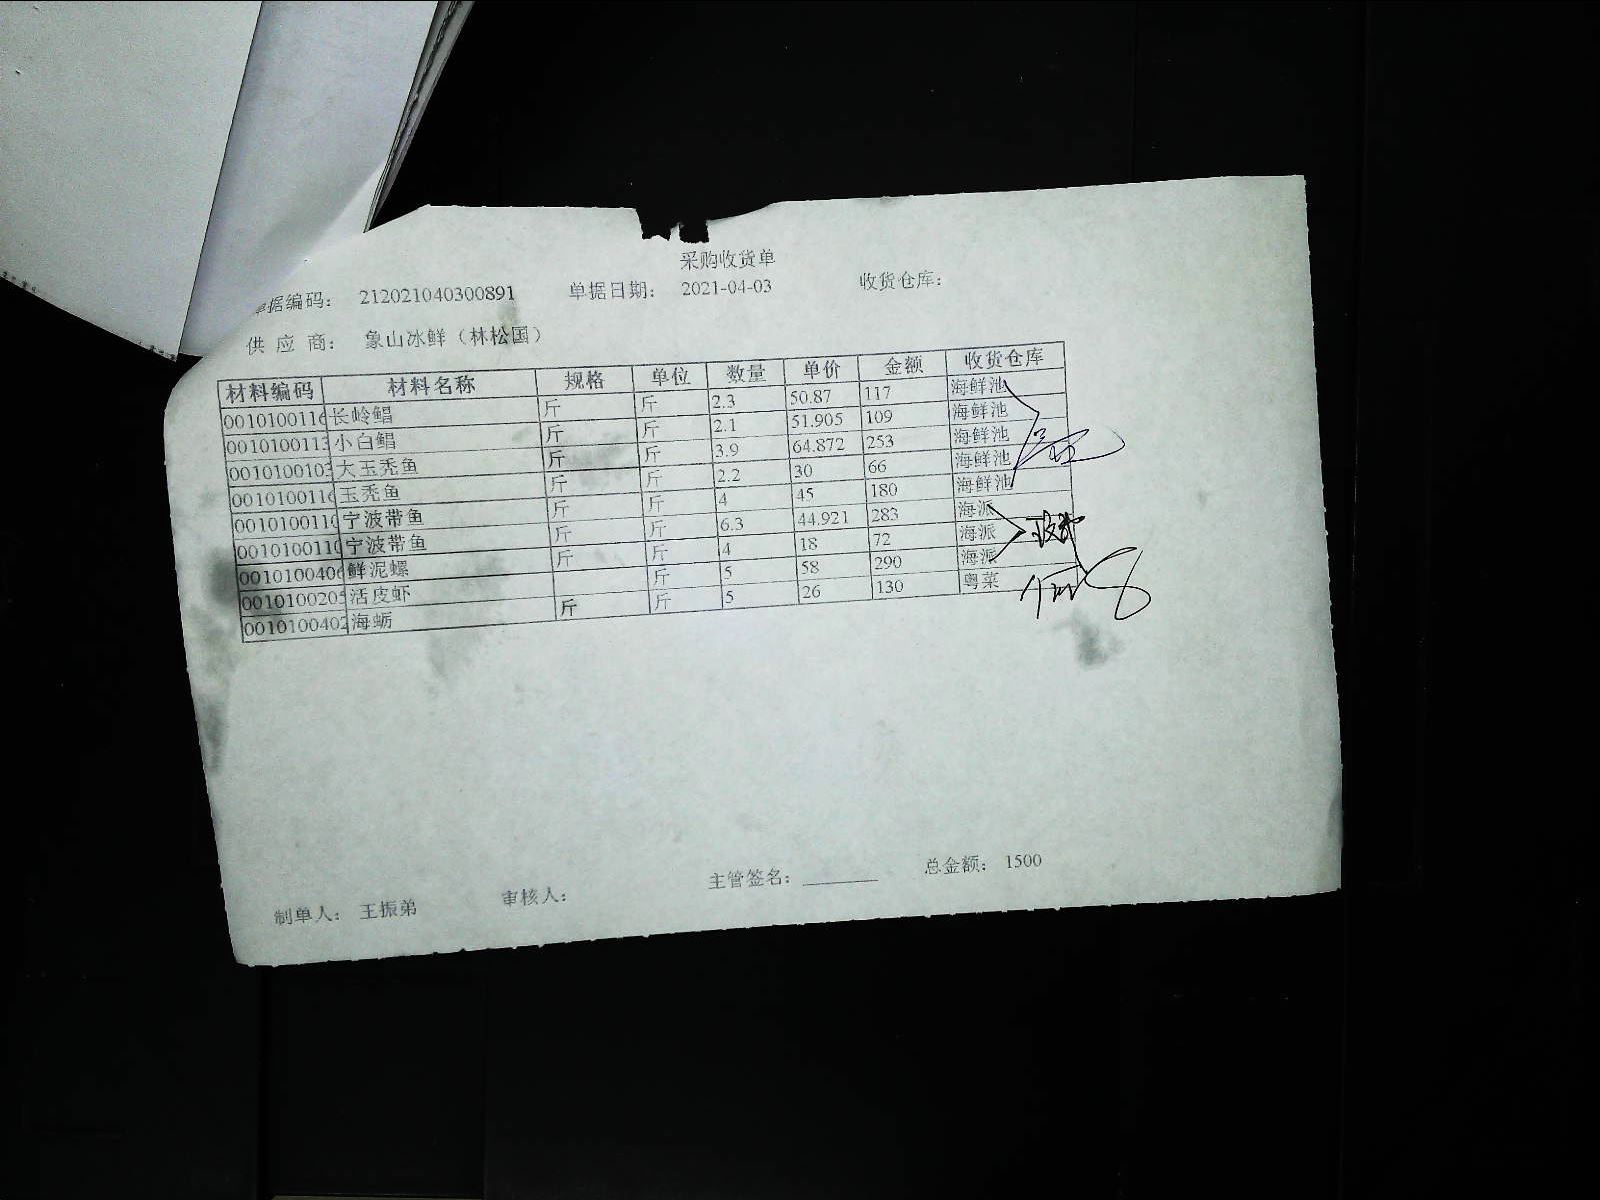 采购收货单
单据编码: 212021040300891 单据日期: 2021-04-03 收货仓库:
供 应 商: 象山冰鲜(林松国)
材料编码 材料名称 规格 单位 数量 单价 金额 收货仓库
0010100116 长岭鲳 斤 斤 2.3 50.87 117 海鲜池
0010100113 小白鲳 斤 斤 2.1 51.905 109 海鲜池
0010100103 大玉秃鱼 斤 斤 3.9 64.872 253 海鲜池
0010100116 玉秃鱼 斤 斤 2.2 30 66 海鲜池
0010100110 宁波带鱼 斤 斤 4 45 180 海鲜池
0010100110 宁波带鱼 斤 斤 6.3 44.921 283 海派
0010100406 鲜泥螺 斤 斤 4 18 72 海派
0010100205 活皮虾 斤 5 58 290 海派
0010100402 海蛎 斤 斤 5 26 130 粤菜
制单人: 王振弟 审核人: 主管签名: 总金额: 1500